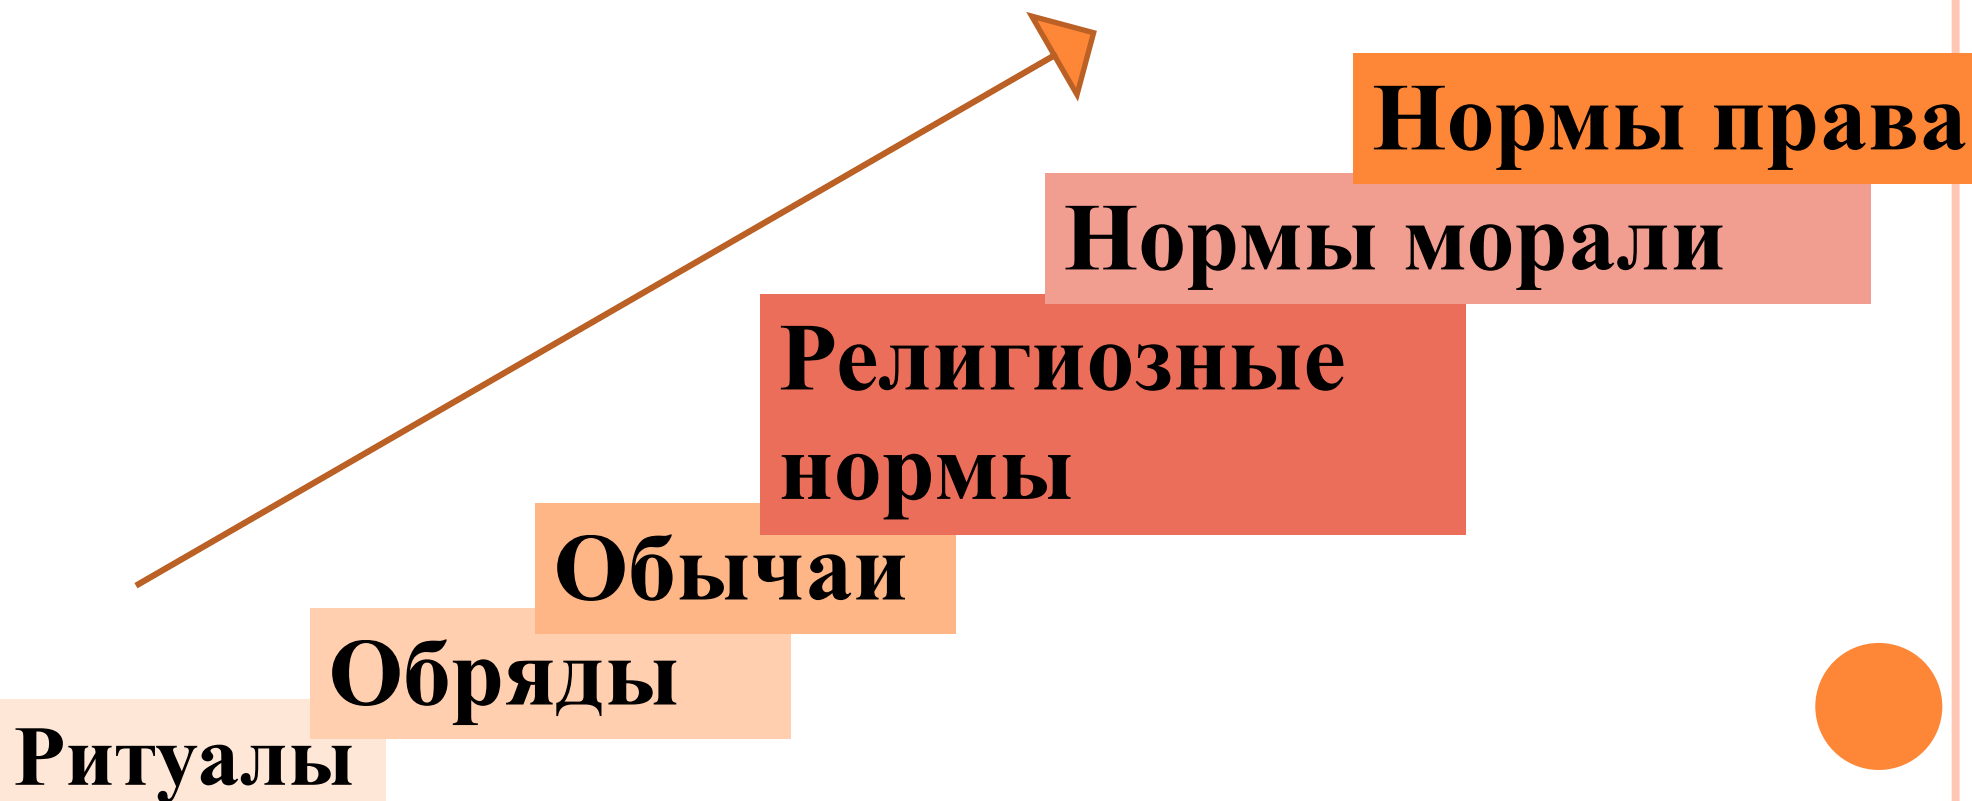 Нормы права
Нормы морали
Религиозные
нормы
Обычаи
Обряды
Ритуалы